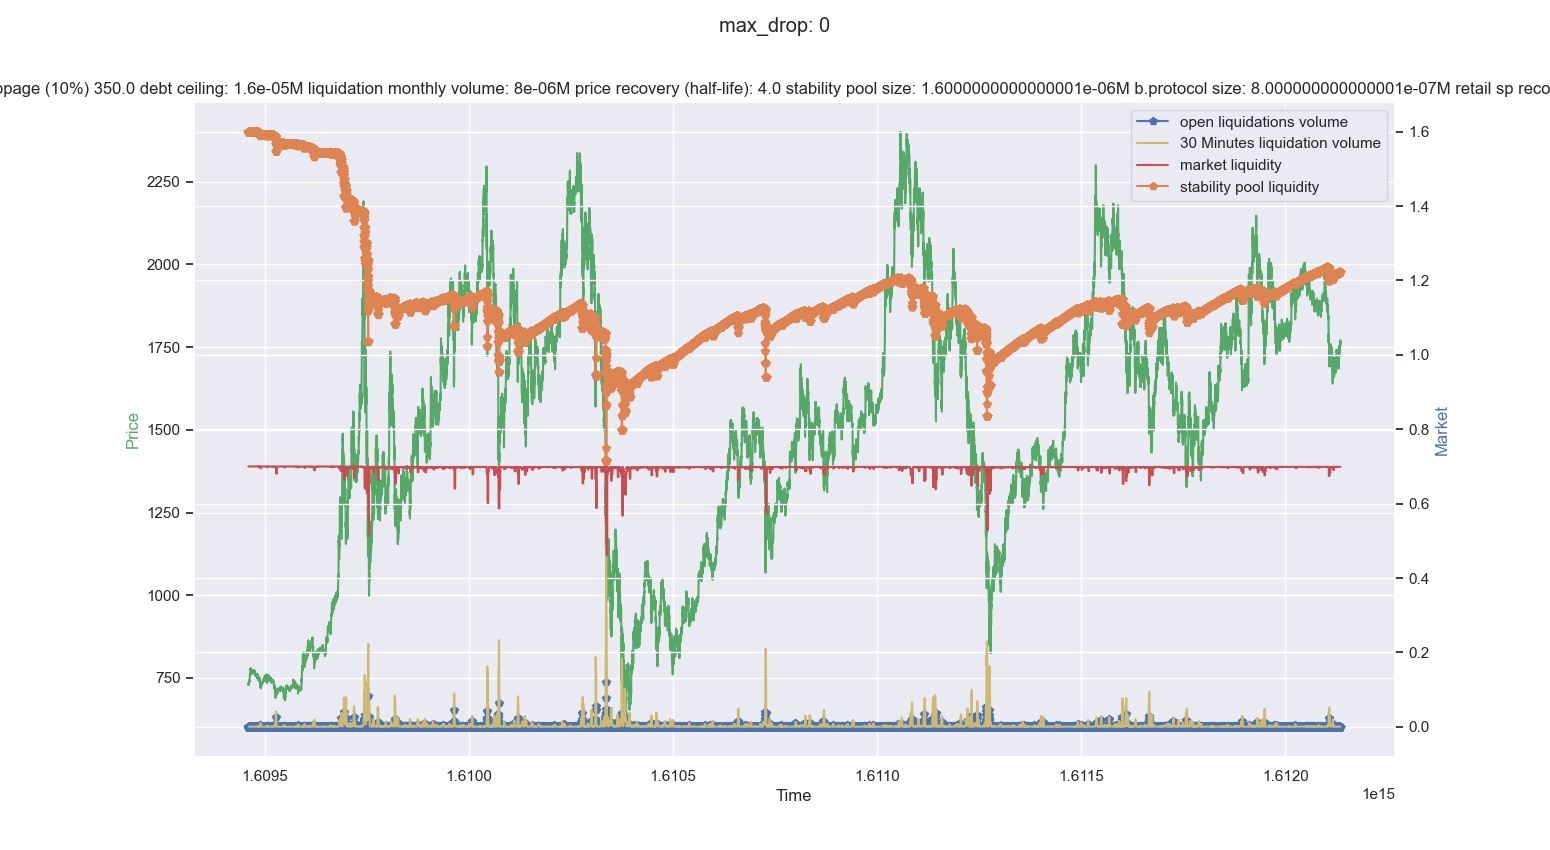 max_drop: 0
opage (10%) 350.0 debt ceiling: 1.6e-05M liquidation monthly volume: 8e-06M price recovery (half-life): 4.0 stability pool size: 1.6000000000000001e-06M b.protocol size: 8.000000000000001e-07M retail sp reco
open liquidations volume
30 Minutes liquidation volume
market liquidity
stability pool liquidity
2250
2000
1750
1500
1250
1000
750
Price
1.6
1.4
1.2
1.0
0.8
0.6
0.4
0.2
0.0
Market
1.6095
1.6100
1.6105
1.6110
1.6115
1.6120
Time
1e15